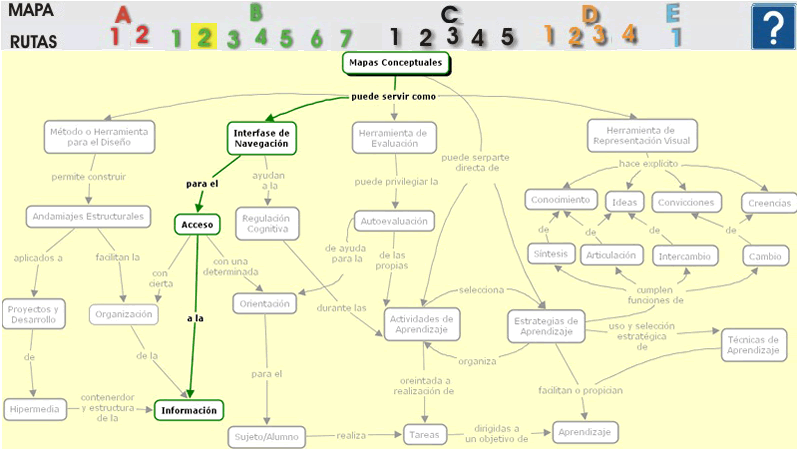 MAPA A B C D E
RUTAS 1 2 1 2 3 4 5 6 7 1 2 3 4 5 1 2 3 4 1 ?
Mapas Conceptuales
puede servir como
Método o Herramienta
para el Diseño
Interfase de
Navegación
Herramienta de
Evaluación
Herramienta de
Representación Visual
puede serparte
directa de
hace explícito
permite construir
para el
ayudan
a la
puede privilegiar la
Conocimiento
Ideas
Convicciones
Creencias
Andamiajes Estructurales
Acceso
Regulación
Cognitiva
Autoevaluación
de
de
de
de
aplicados a
facilitan la
con
cierta
con una
determinada
de ayuda
para la
de las
propias
Síntesis
Articulación
Intercambio
Cambio
selecciona
cumplen
funciones de
Proyectos y
Desarrollo
Organización
a la
Orientación
durante las
Actividades de
Aprendizaje
Estrategias de
Aprendizaje
uso y selección
estratégica
de
Técnicas de
Aprendizaje
de
de la
para el
organiza
oreintada a
realización de
facilitan o propician
Hipermedia
contenerdor
y estructura
de la
Información
Sujeto/Alumno
realiza
Tareas
dirigidas a
un objetivo de
Aprendizaje